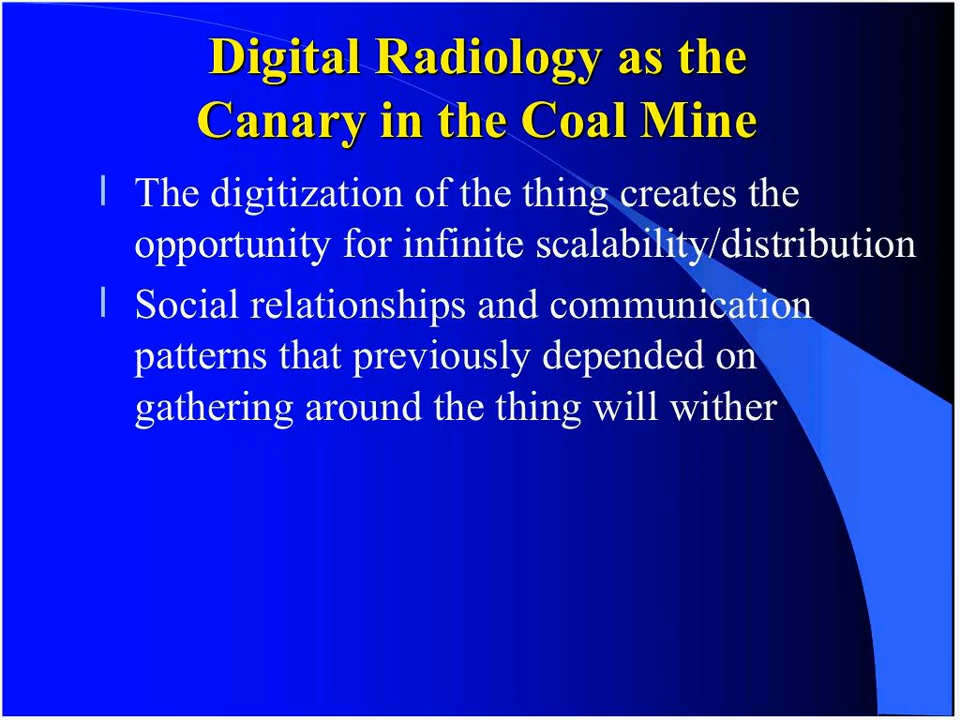 Digital Radiology as the
Canary in the Coal Mine
l The digitization of the thing creates the
opportunity for infinite scalability/distribution
l Social relationships and communication
patterns that previously depended on
gathering around the thing will wither